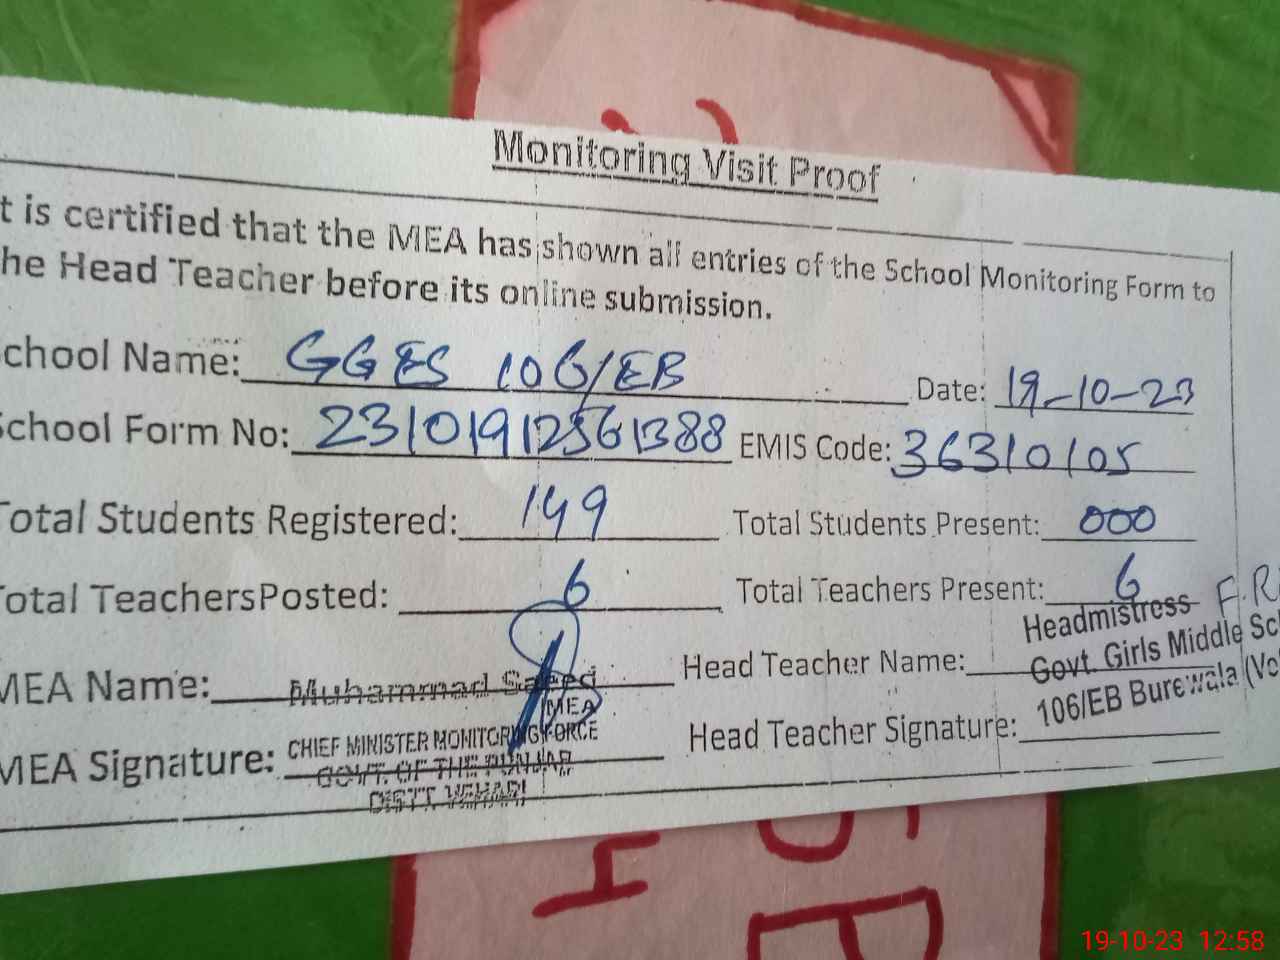 Monitoring Visit Proof
t is certified that the MEA has shown all entries of the School Monitoring Form to
he Head Teacher before its online submission.
chool Name: GGES 106/EB Date: 19-10-23
School Form No: 23101912561388 EMIS Code: 36310105
Total Students Registered: 149 Total Students Present: 000
Total TeachersPosted: 6 Total Teachers Present: 6
F.R
MEA Name: Muhammad Saeed Head Teacher Name: Headmistress
MEA Govt. Girls Middle Sc
MEA Signature: CHIEF MINISTER MONITORING FORCE Head Teacher Signature: 106/EB Burewala (Ve
GOVT. OF THE PUNJAB
DISTT. VEHARI
4
19-10-23 12:58